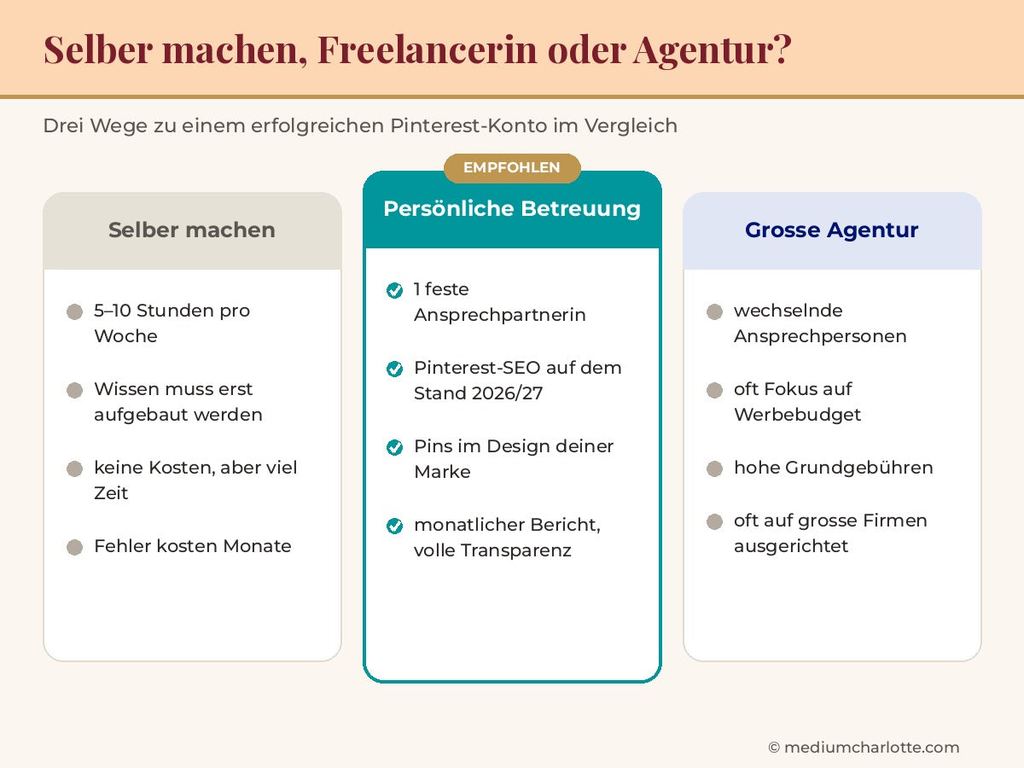 Selber machen, Freelancerin oder Agentur?
Drei Wege zu einem erfolgreichen Pinterest-Konto im Vergleich
Selber machen
5–10 Stunden pro
Woche
Wissen muss erst
aufgebaut werden
keine Kosten, aber viel
Zeit
Fehler kosten Monate
EMPFOHLEN
Persönliche Betreuung
1 feste
Ansprechpartnerin
Pinterest-SEO auf dem
Stand 2026/27
Pins im Design deiner
Marke
monatlicher Bericht,
volle Transparenz
Grosse Agentur
wechselnde
Ansprechpersonen
oft Fokus auf
Werbebudget
hohe Grundgebühren
oft auf grosse Firmen
ausgerichtet
© mediumcharlotte.com